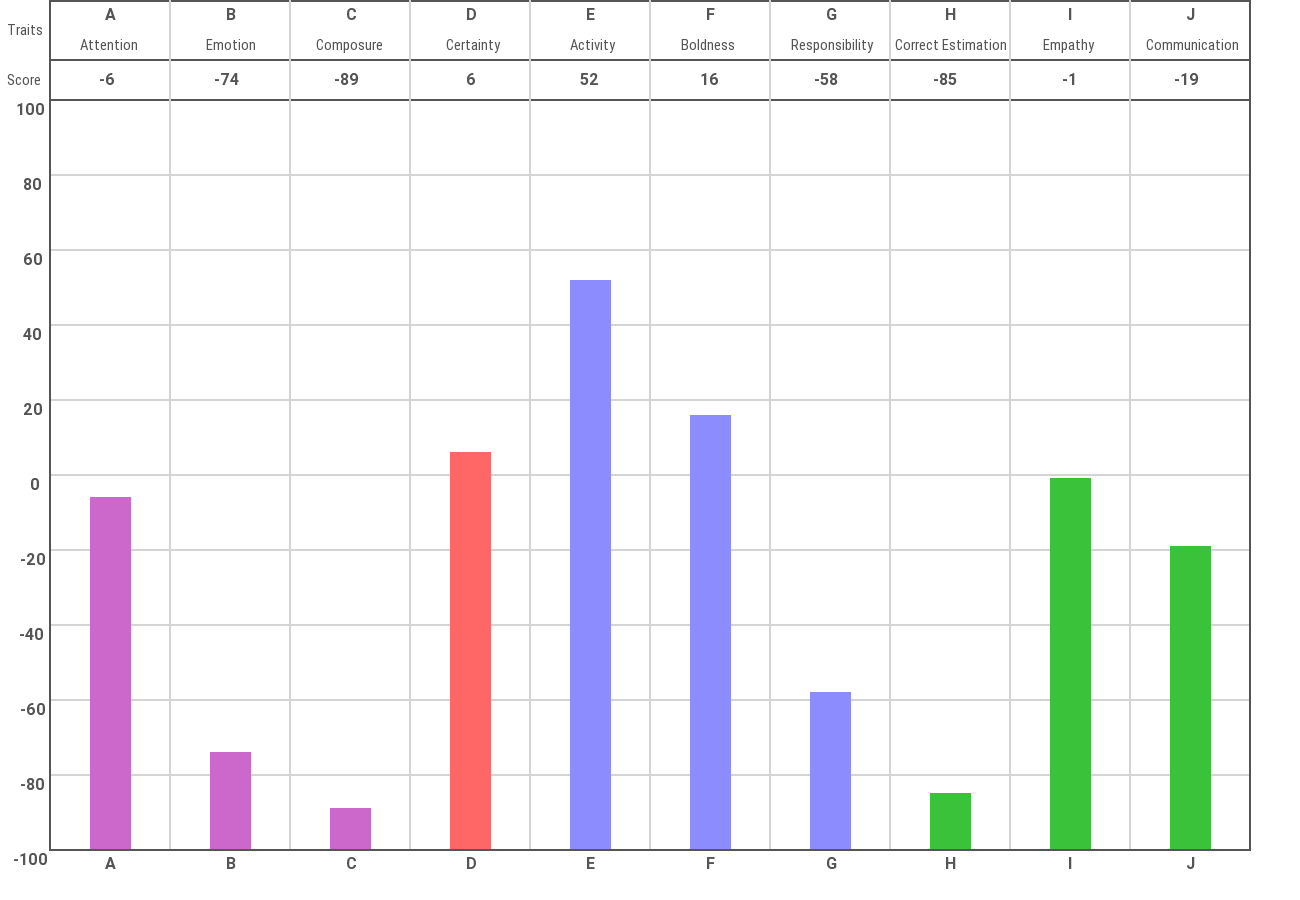 A B C D E F G H I J
Traits
Attention Emotion Composure Certainty Activity Boldness Responsibility Correct Estimation Empathy Communication
Score -6 -74 -89 6 52 16 -58 -85 -1 -19
100
80
60
40
20
0
-20
-40
-60
-80
-100
A B C D E F G H I J